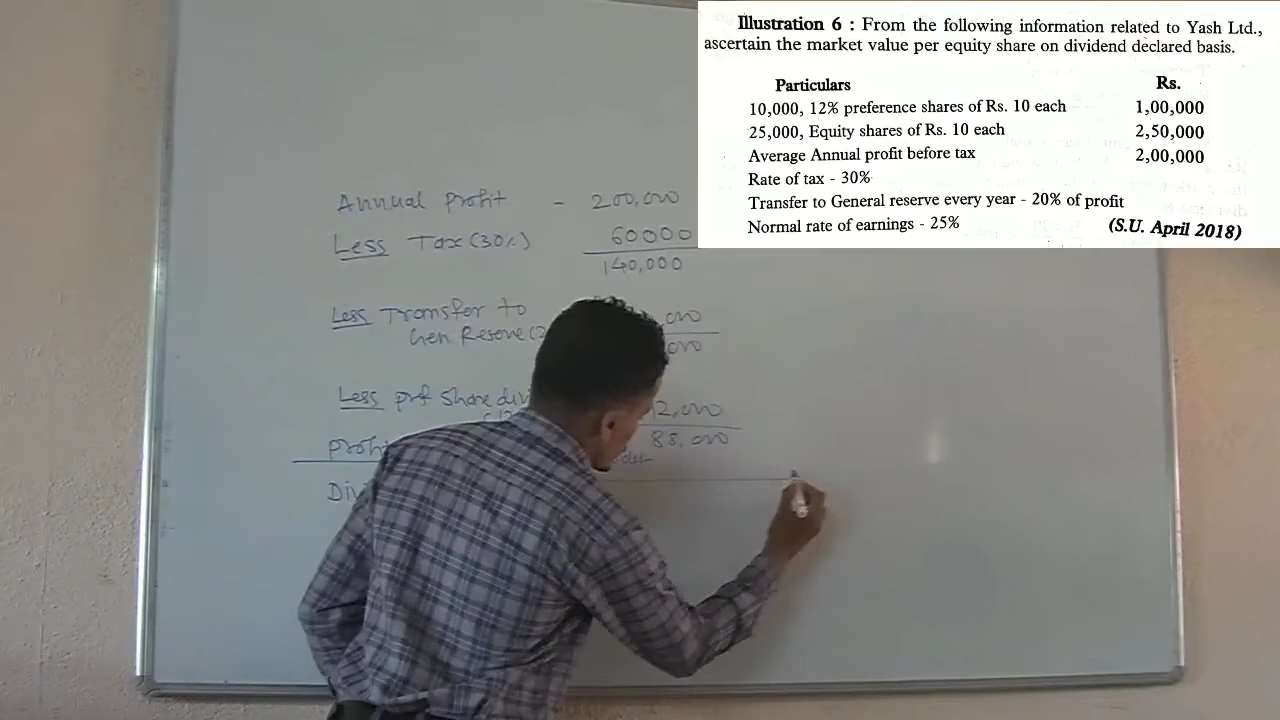 Illustration 6 : From the following information related to Yash Ltd.,
ascertain the market value per equity share on dividend declared basis.
Particulars Rs.
10,000, 12% preference shares of Rs. 10 each 1,00,000
25,000, Equity shares of Rs. 10 each 2,50,000
Average Annual profit before tax 2,00,000
Rate of tax - 30%
Transfer to General reserve every year - 20% of profit
Normal rate of earnings - 25% (S.U. April 2018)
Annual Profit - 200,000
Less Tax (30%) 60000
140,000
Less Transfer to
Gen. Reserve
Less pref share
12,000
88,000